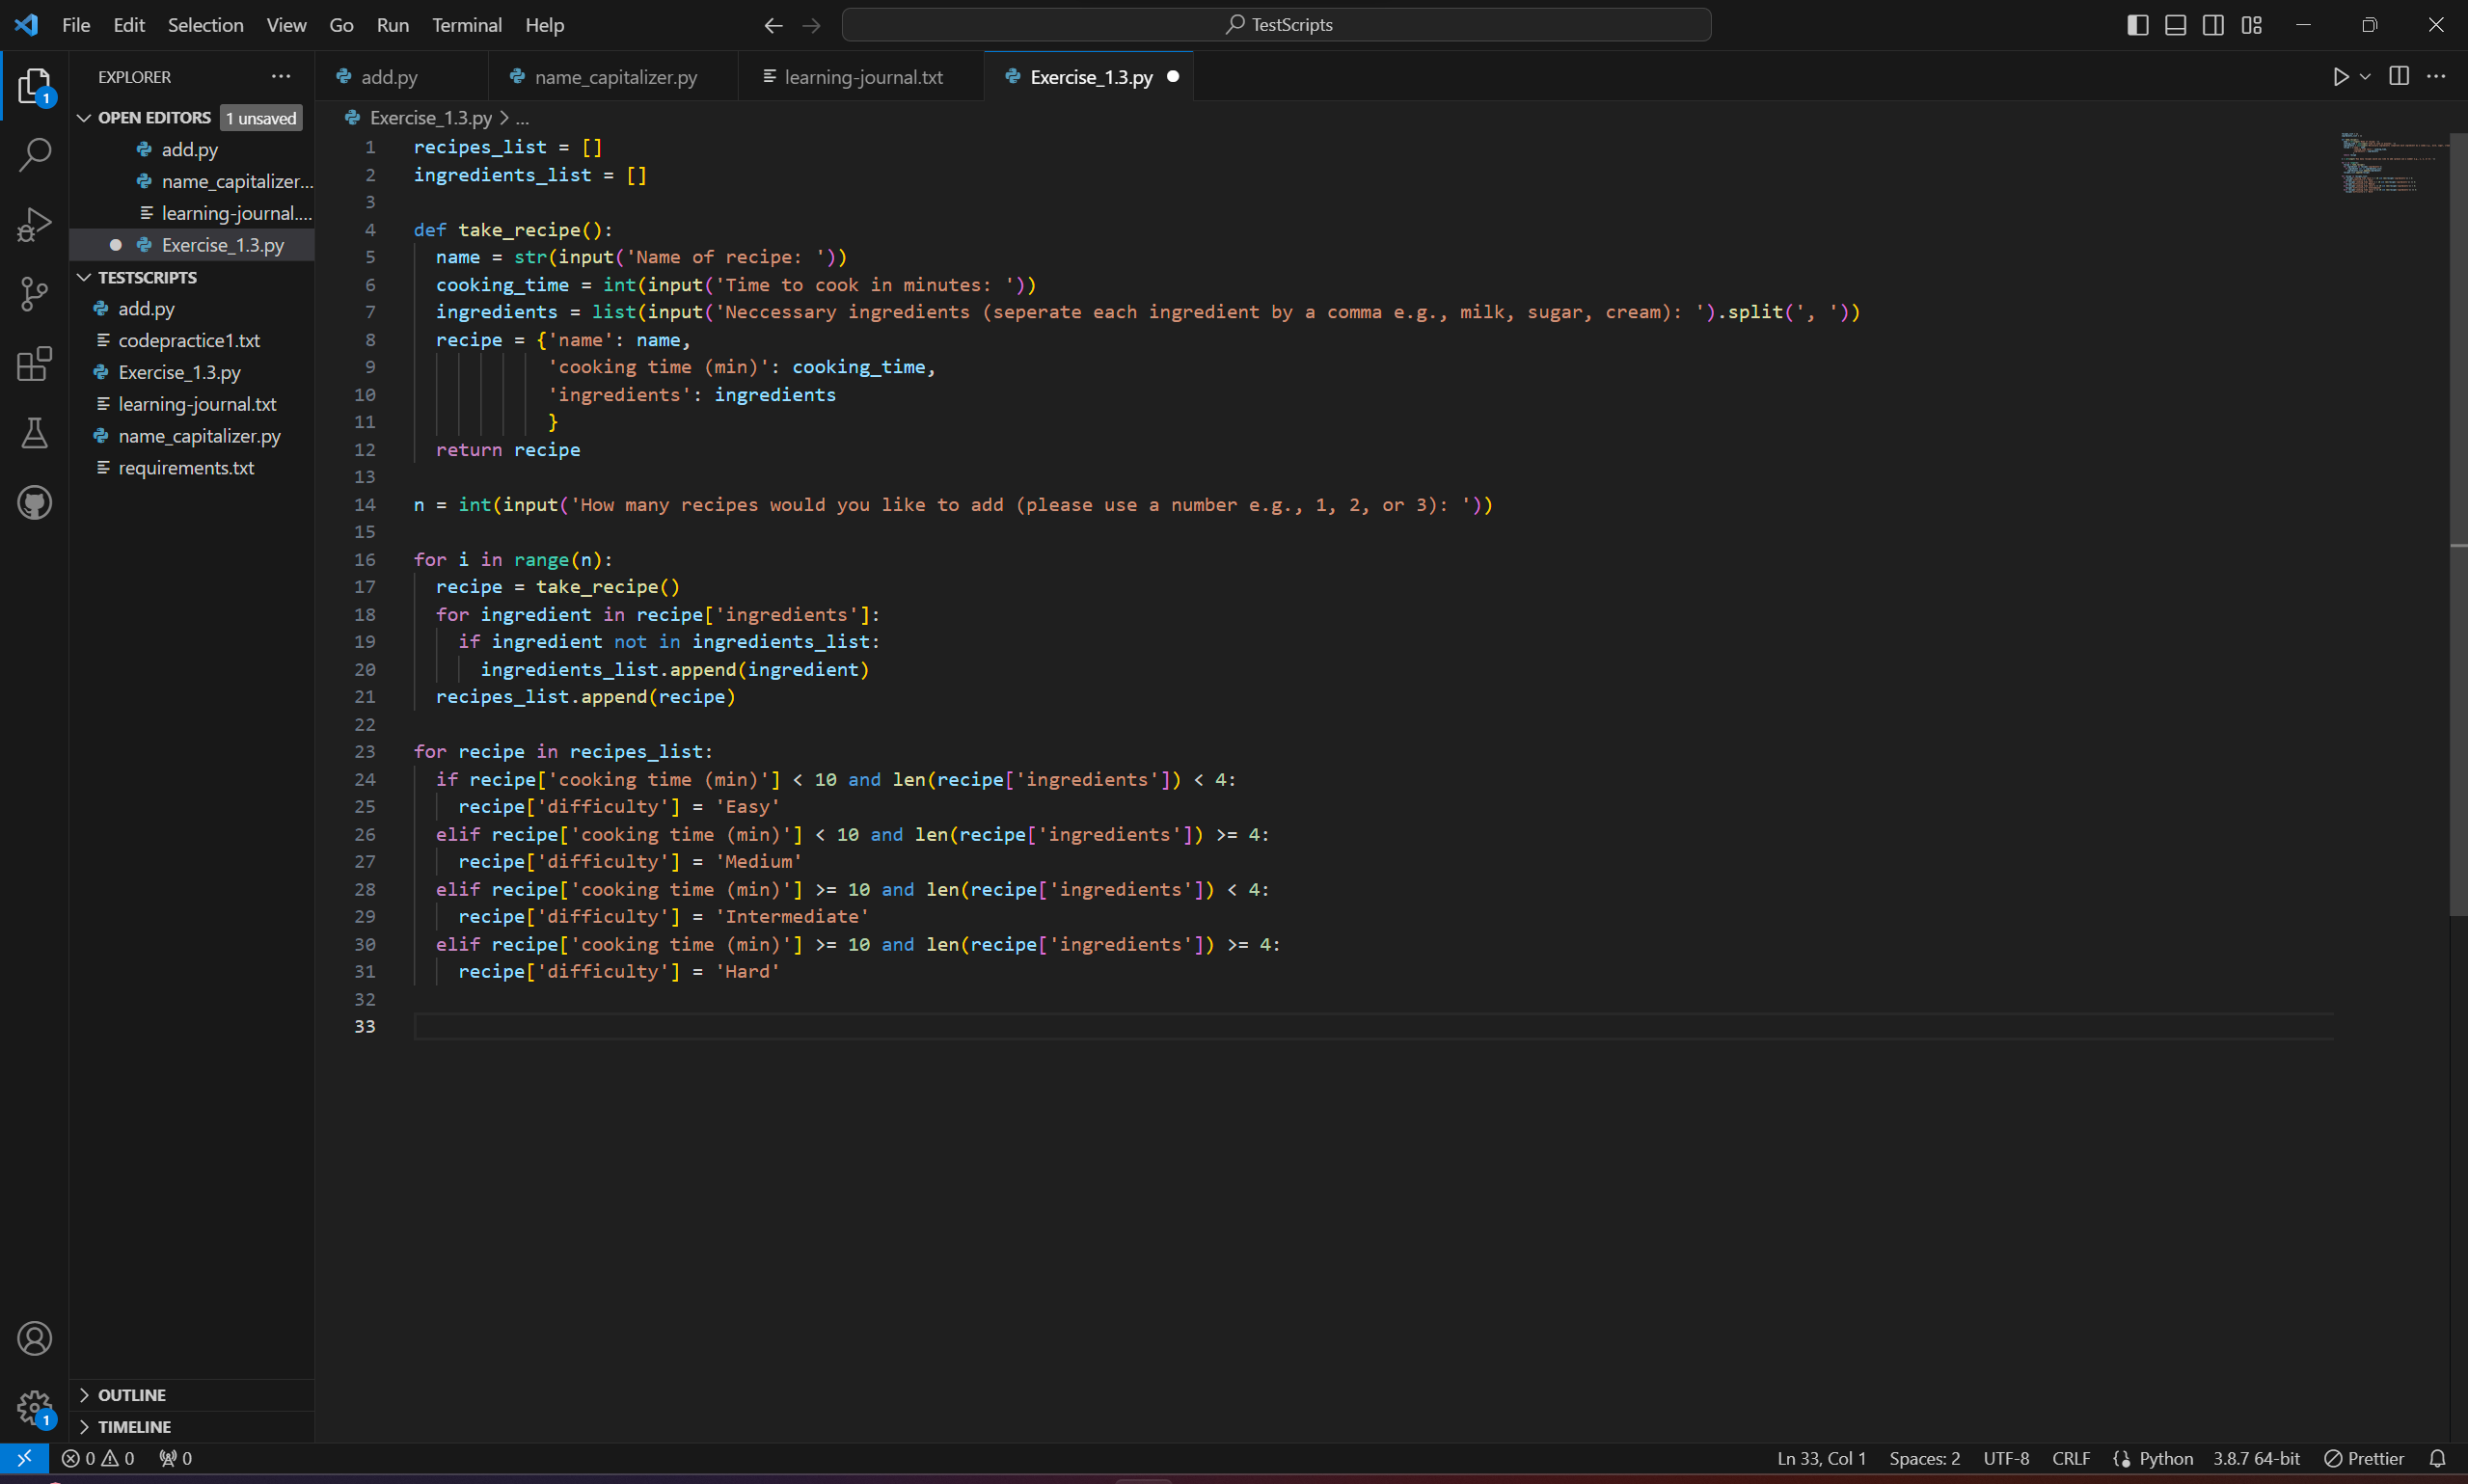 File Edit Selection View Go Run Terminal Help
TestScripts
EXPLORER
OPEN EDITORS 1 unsaved
add.py
name_capitalizer...
learning-journal....
Exercise_1.3.py
TESTSCRIPTS
add.py
codepractice1.txt
Exercise_1.3.py
learning-journal.txt
name_capitalizer.py
requirements.txt
OUTLINE
TIMELINE
1
1
add.py name_capitalizer.py learning-journal.txt Exercise_1.3.py
Exercise_1.3.py > ...
1 recipes_list = []
2 ingredients_list = []
3
4 def take_recipe():
5   name = str(input('Name of recipe: '))
6   cooking_time = int(input('Time to cook in minutes: '))
7   ingredients = list(input('Neccessary ingredients (seperate each ingredient by a comma e.g., milk, sugar, cream): ').split(', '))
8   recipe = {'name': name,
9             'cooking time (min)': cooking_time,
10             'ingredients': ingredients
11             }
12   return recipe
13
14 n = int(input('How many recipes would you like to add (please use a number e.g., 1, 2, or 3): '))
15
16 for i in range(n):
17   recipe = take_recipe()
18   for ingredient in recipe['ingredients']:
19     if ingredient not in ingredients_list:
20       ingredients_list.append(ingredient)
21   recipes_list.append(recipe)
22
23 for recipe in recipes_list:
24   if recipe['cooking time (min)'] < 10 and len(recipe['ingredients']) < 4:
25     recipe['difficulty'] = 'Easy'
26   elif recipe['cooking time (min)'] < 10 and len(recipe['ingredients']) >= 4:
27     recipe['difficulty'] = 'Medium'
28   elif recipe['cooking time (min)'] >= 10 and len(recipe['ingredients']) < 4:
29     recipe['difficulty'] = 'Intermediate'
30   elif recipe['cooking time (min)'] >= 10 and len(recipe['ingredients']) >= 4:
31     recipe['difficulty'] = 'Hard'
32
33
0 0 0 Ln 33, Col 1 Spaces: 2 UTF-8 CRLF Python 3.8.7 64-bit Prettier